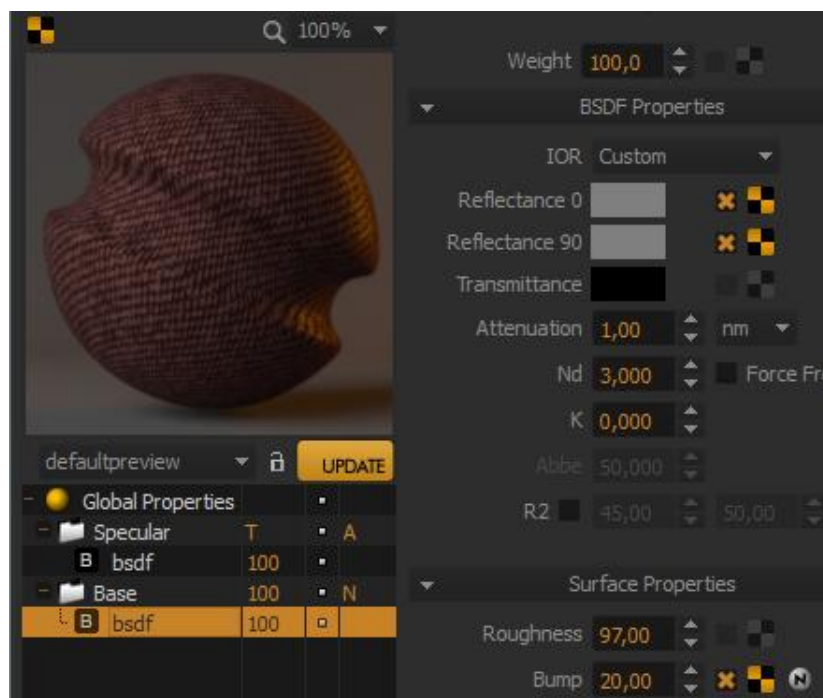 100%
Weight 100,0
BSDF Properties
IOR Custom
Reflectance 0
Reflectance 90
Transmittance
Attenuation 1,00 nm
Nd 3,000 Force Fr
K 0,000
Abbe 50,000
R2 45,00 50,00
defaultpreview UPDATE
Global Properties
Specular T A
B bsdf 100
Base 100 N
B bsdf 100
Surface Properties
Roughness 97,00
Bump 20,00 N